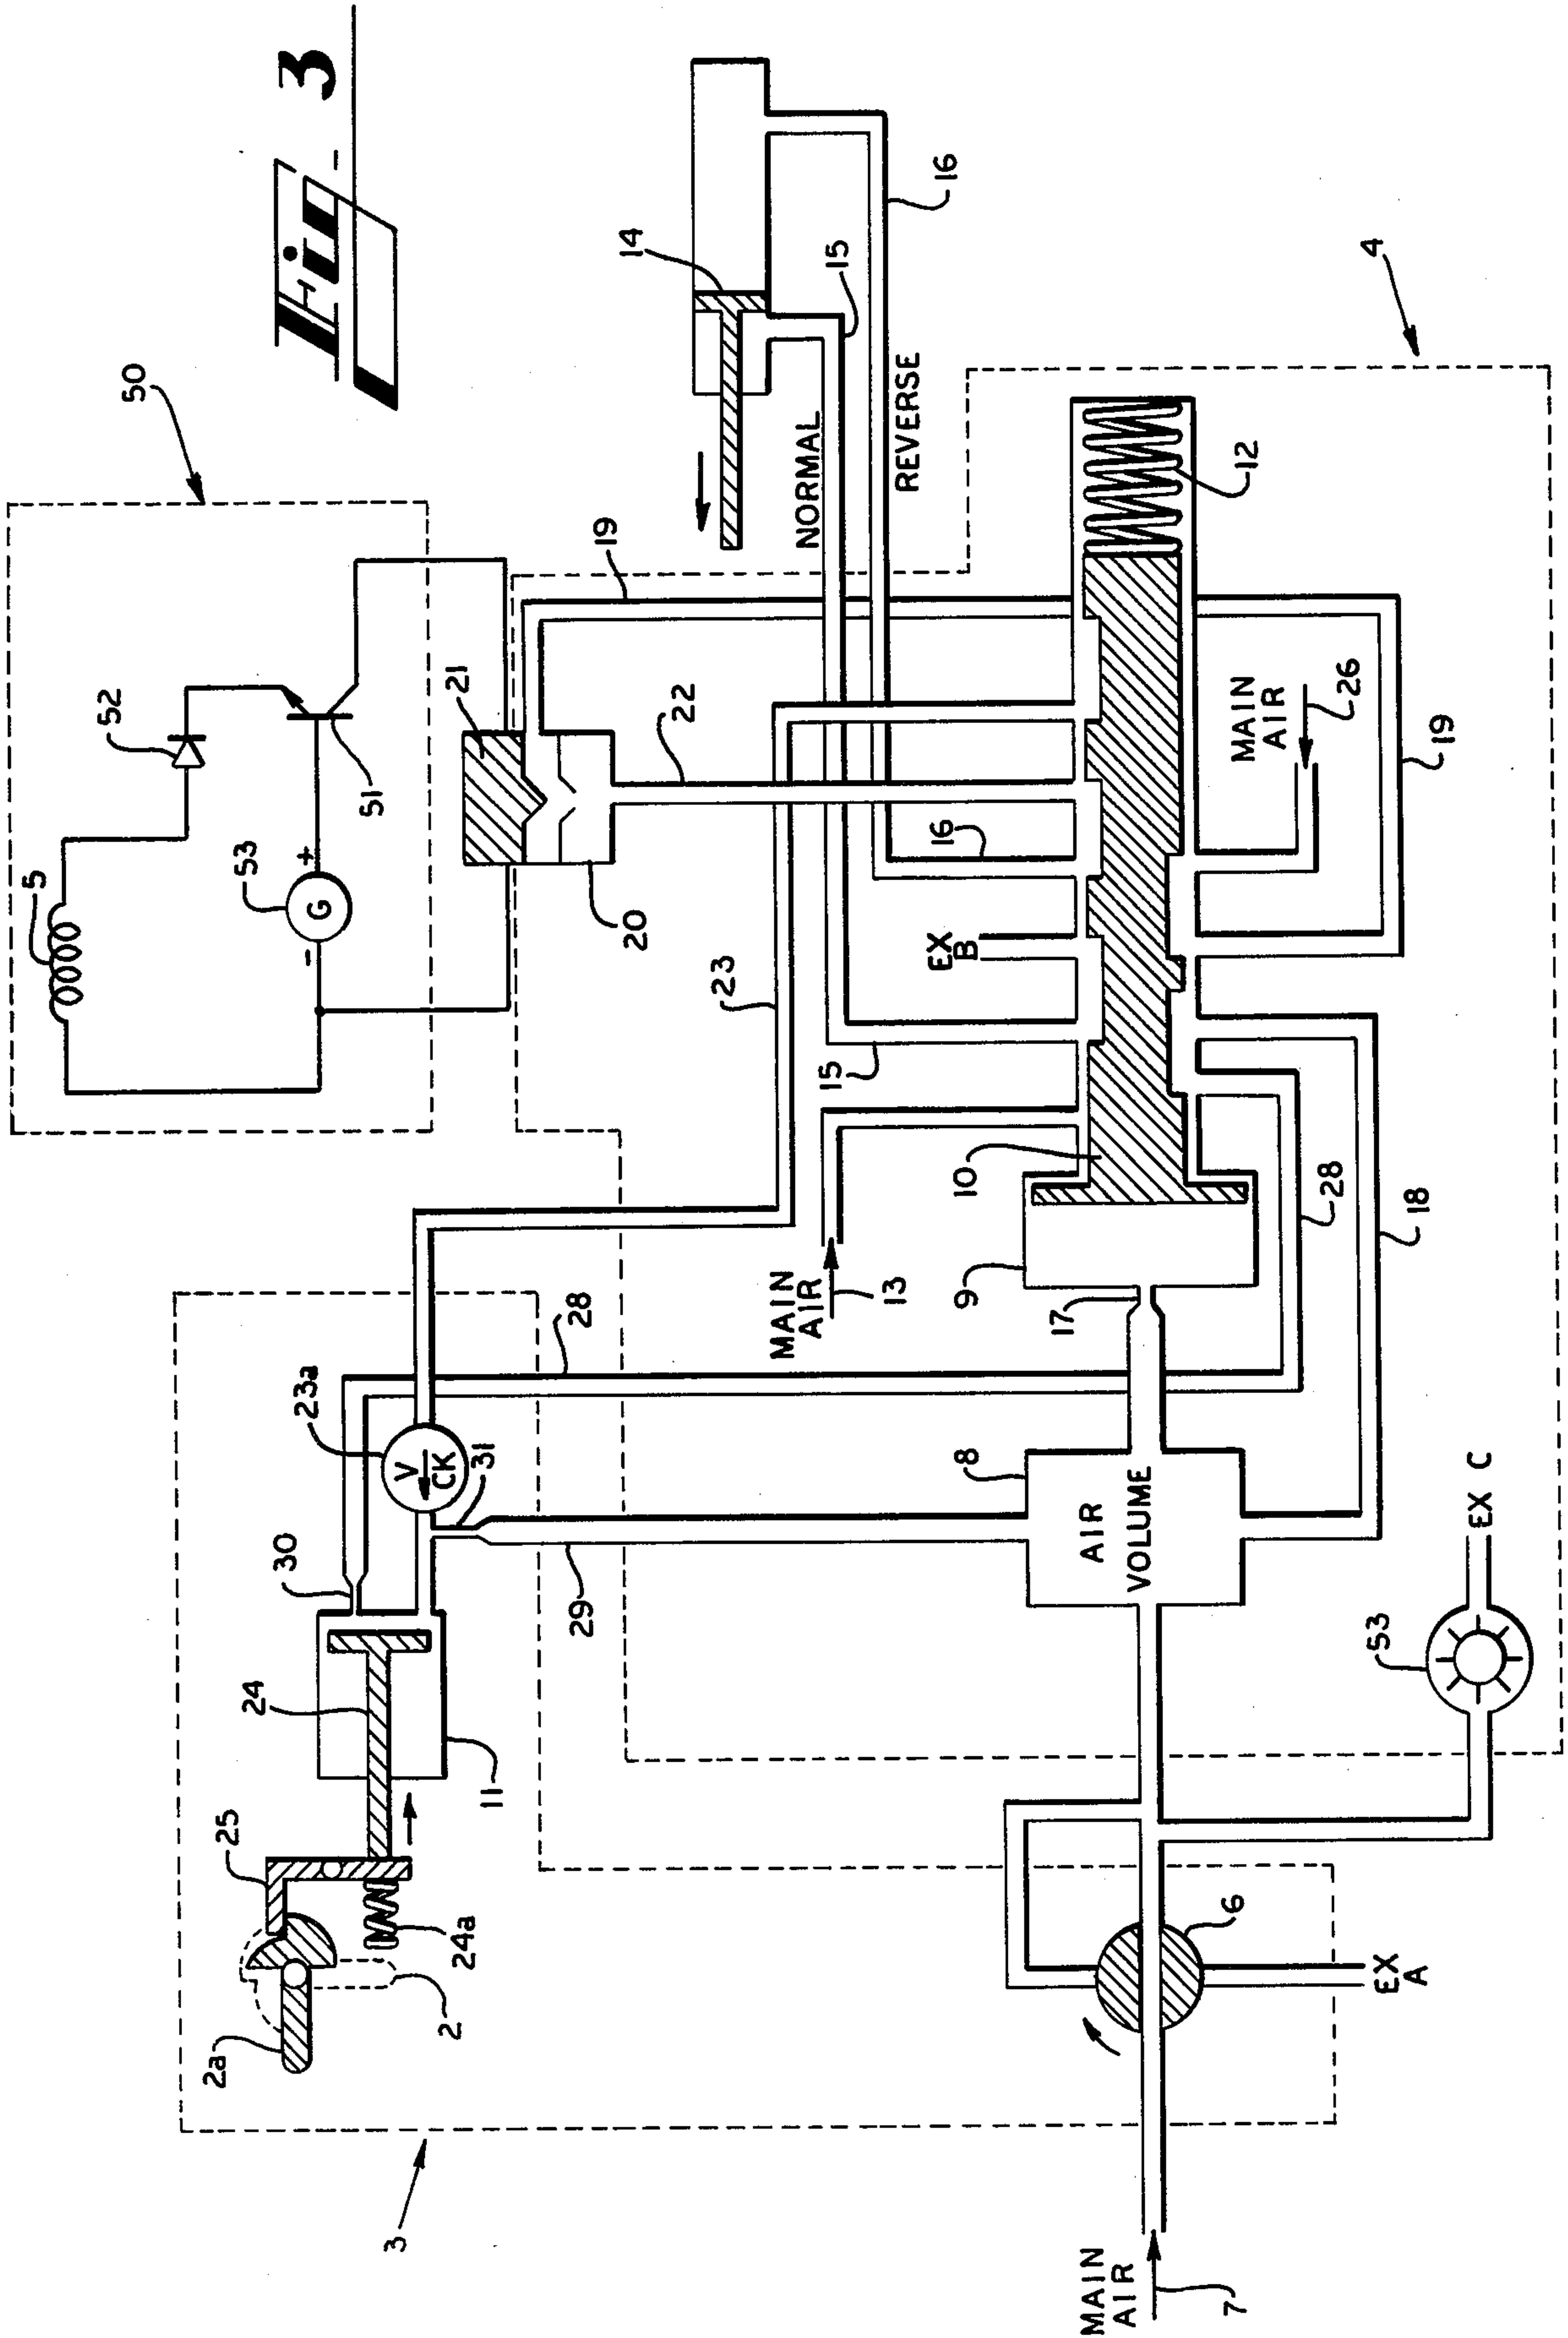 Fig. 3
50
5
52
53
G
+
-
51
21
20
22
19
14
15
16
NORMAL
REVERSE
4
12
MAIN
AIR
26
19
16
EX
B
23
15
10
MAIN
AIR
13
9
17
28
18
28
23a
V
CK
31
30
29
8
AIR
VOLUME
EX C
53
24
11
25
24a
2
2a
6
EX
A
3
MAIN
AIR
7